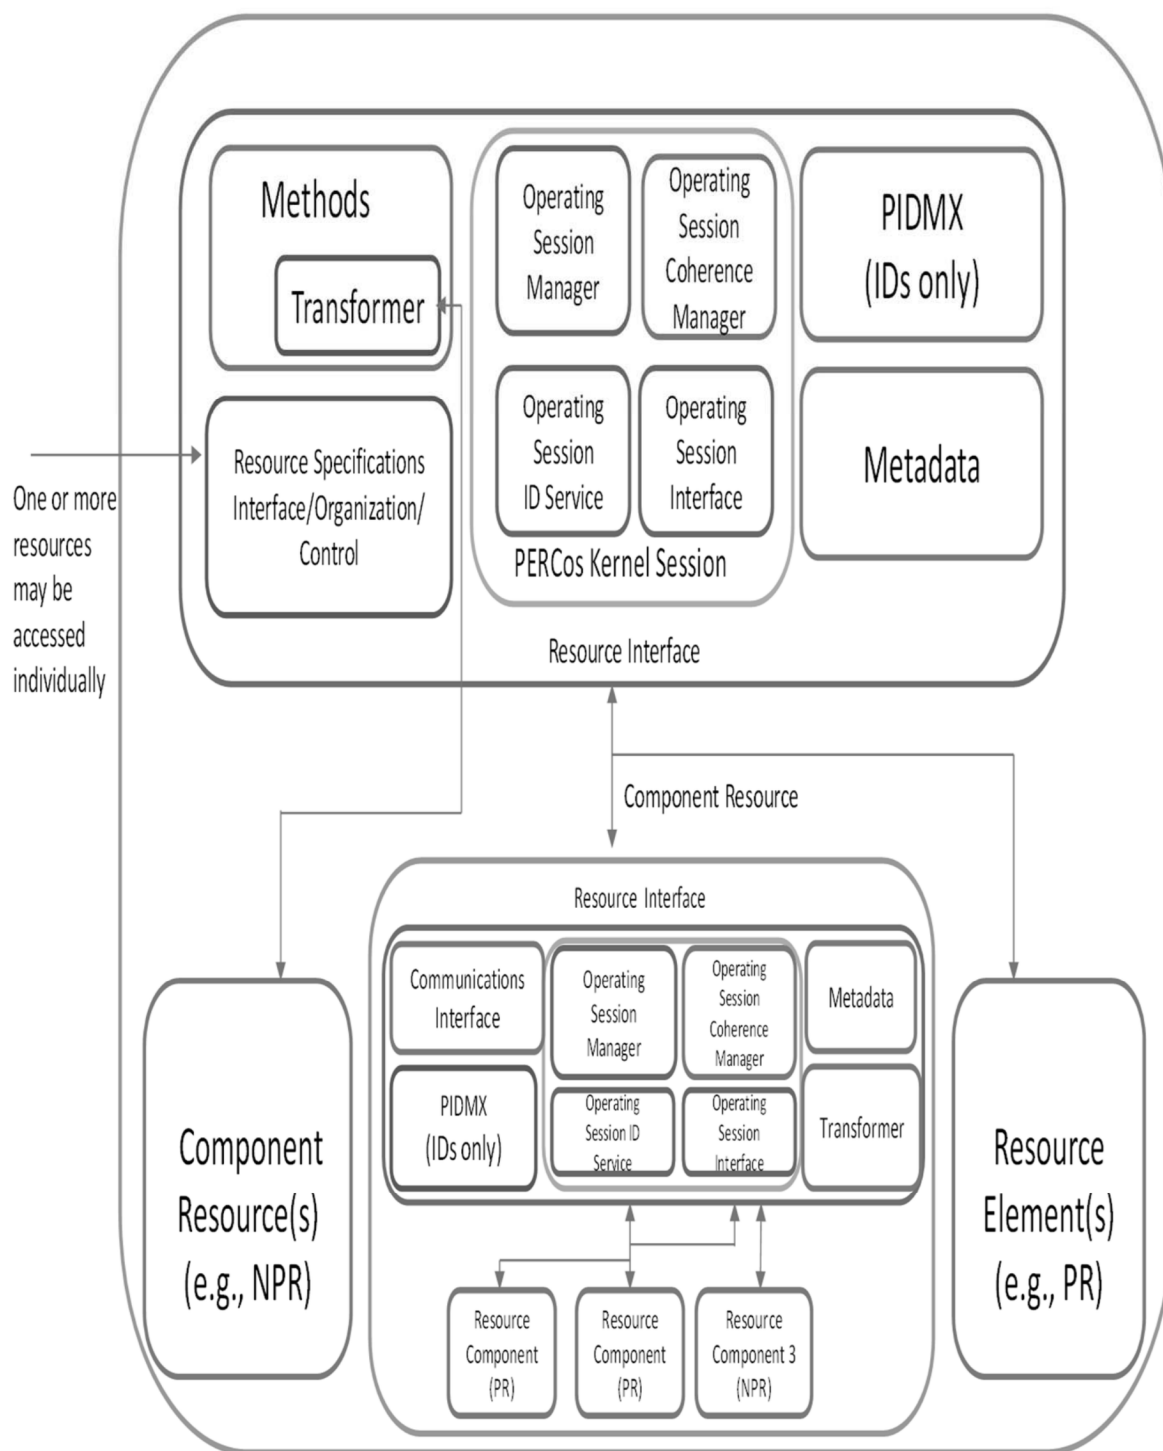 Methods
Transformer
Operating
Session
Manager
Operating
Session
Coherence
Manager
PIDMX
(IDs only)
Resource Specifications
Interface/Organization/
Control
Operating
Session
ID Service
Operating
Session
Interface
PERCos Kernel Session
Metadata
One or more
resources
may be
accessed
individually
Resource Interface
Component Resource
Resource Interface
Communications
Interface
Operating
Session
Manager
Operating
Session
Coherence
Manager
Metadata
PIDMX
(IDs only)
Operating
Session ID
Service
Operating
Session
Interface
Transformer
Component
Resource(s)
(e.g., NPR)
Resource
Element(s)
(e.g., PR)
Resource
Component
(PR)
Resource
Component
(PR)
Resource
Component 3
(NPR)